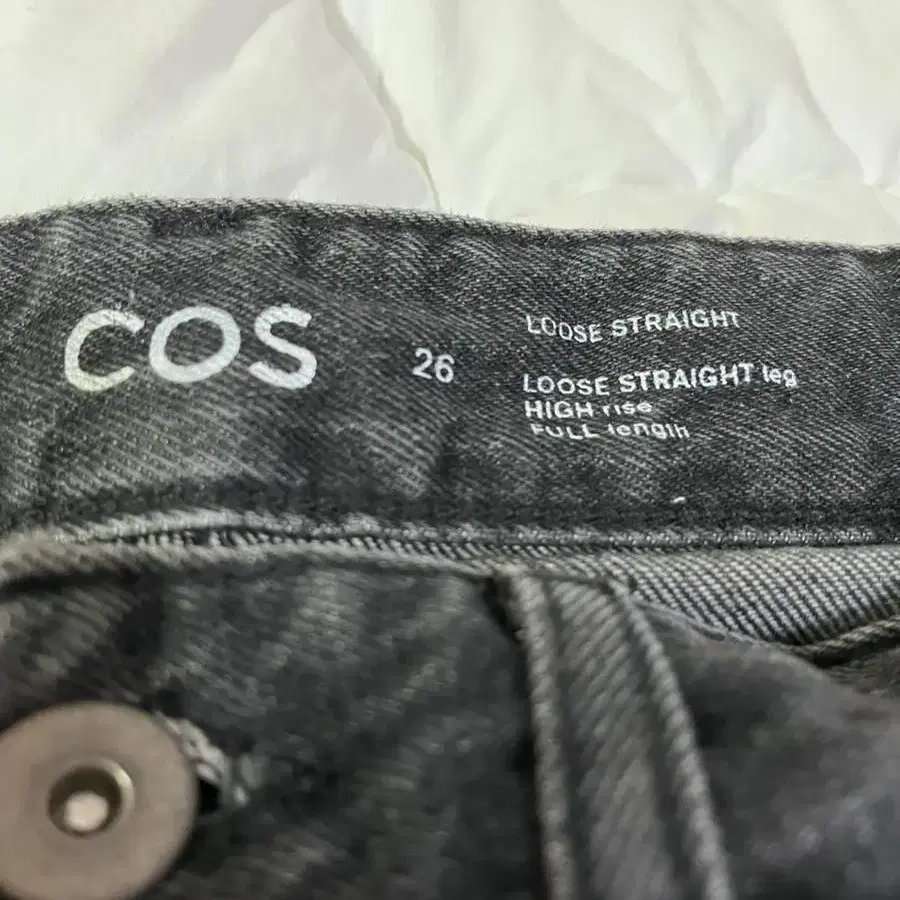 COS
26
LOOSE STRAIGHT
LOOSE STRAIGHT leg
HIGH rise
FULL length